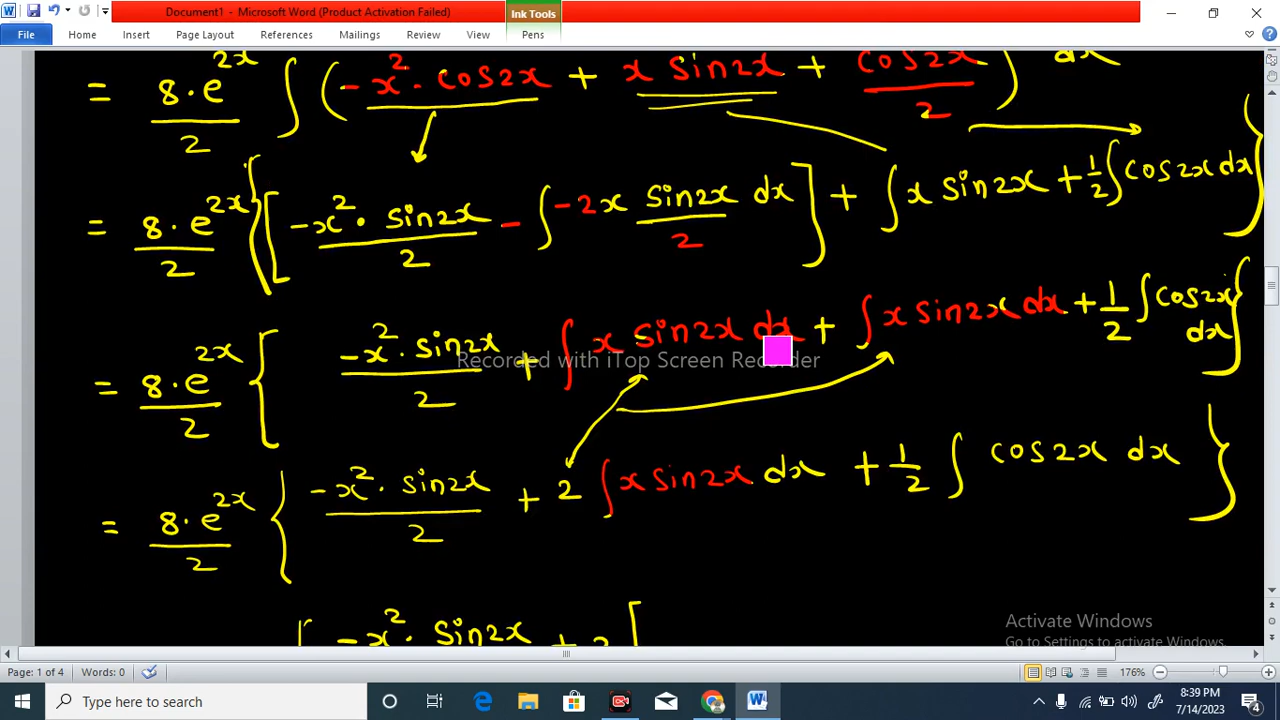 Document1 - Microsoft Word (Product Activation Failed)
Ink Tools
File Home Insert Page Layout References Mailings Review View Pens
= 8·e^2x/2 ∫(-x²·cos2x + x sin2x + cos2x/2) dx
= 8·e^2x/2 {[-x²·sin2x/2 - ∫-2x sin2x/2 dx] + ∫x sin2x + 1/2∫cos2x dx}
= 8·e^2x/2 { -x²·sin2x/2 + ∫x sin2x dx + ∫x sin2x dx + 1/2∫cos2x dx}
Recorded with iTop Screen Recorder
= 8·e^2x/2 { -x²·sin2x/2 + 2∫x sin2x dx + 1/2∫cos2x dx }
[ -x²·sin2x + 2[
Activate Windows
Go to Settings to activate Windows.
Page: 1 of 4 Words: 0 176%
Type here to search
8:39 PM
7/14/2023
4